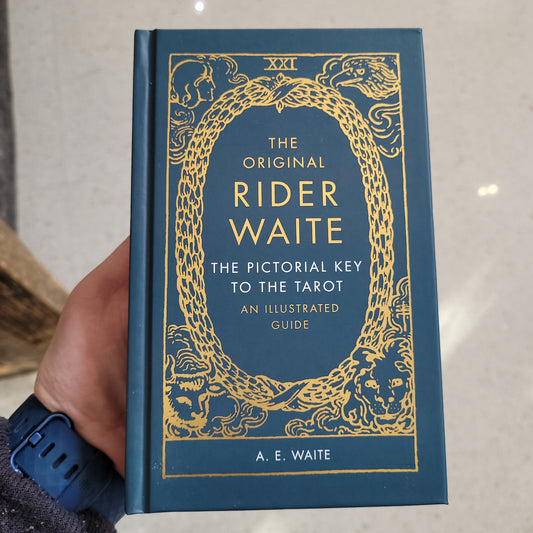 XXI
THE
ORIGINAL
RIDER
WAITE
THE PICTORIAL KEY
TO THE TAROT
AN ILLUSTRATED
GUIDE
A. E. WAITE